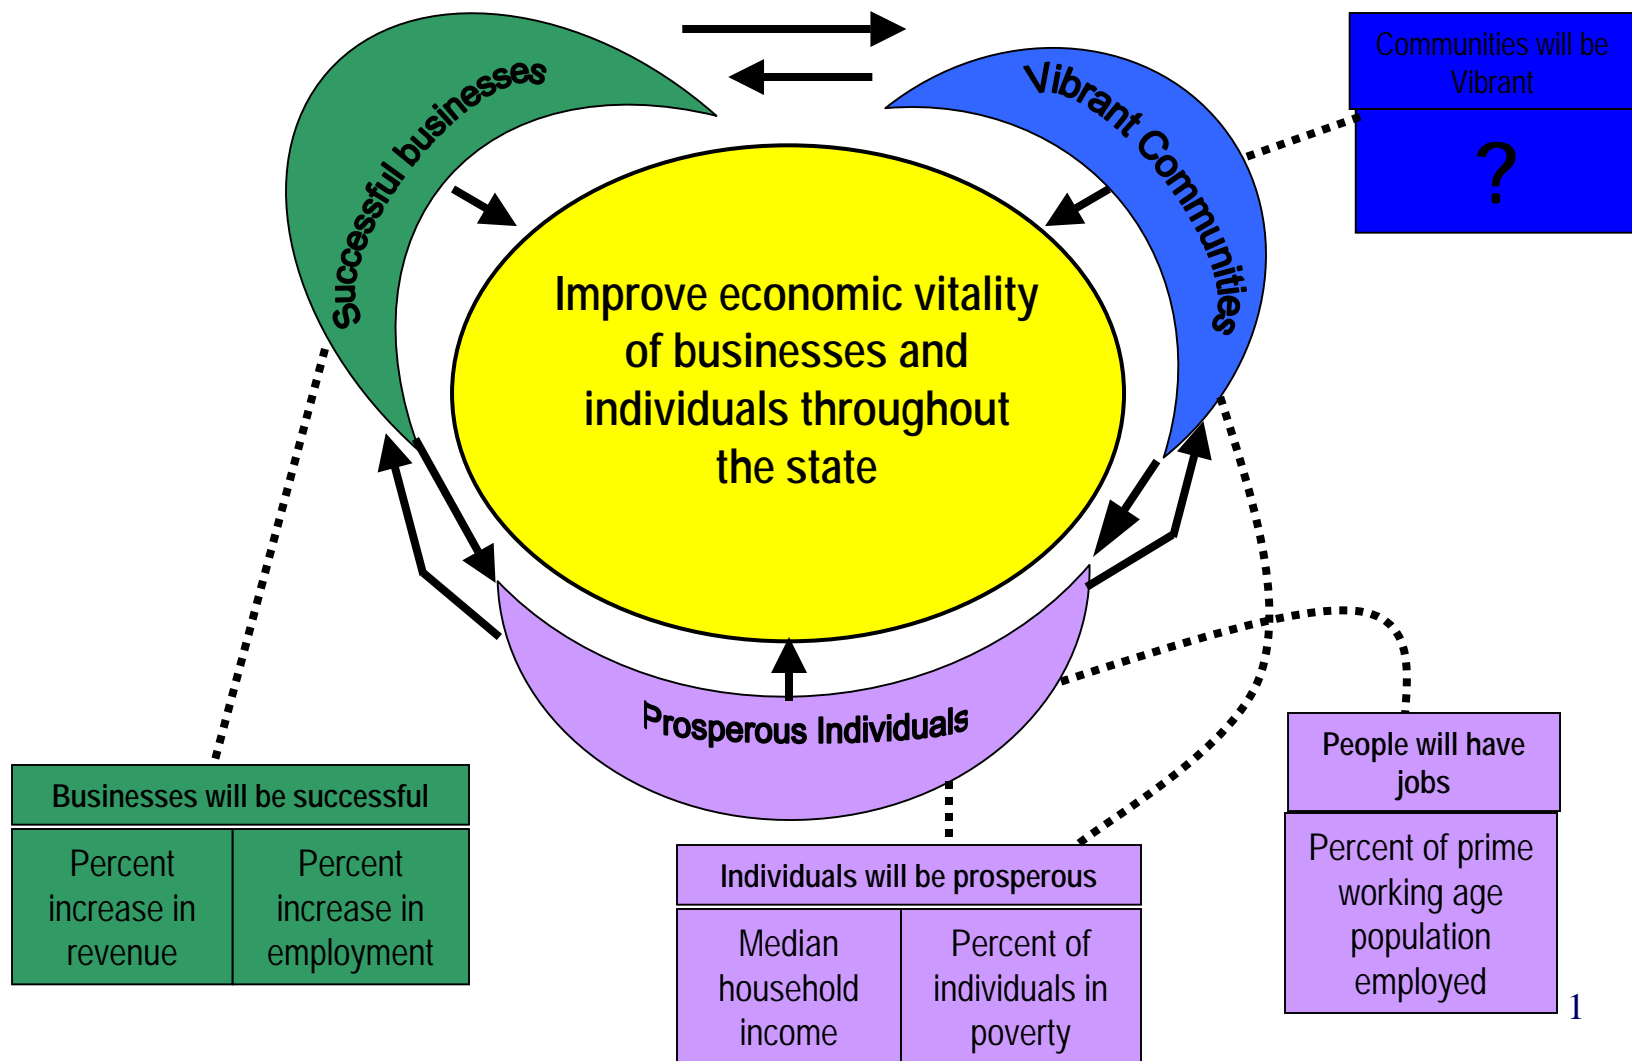 Successful businesses
Vibrant Communities
Communities will be
Vibrant
?
Improve economic vitality
of businesses and
individuals throughout
the state
Prosperous Individuals
Businesses will be successful
Percent
increase in
revenue
Percent
increase in
employment
Individuals will be prosperous
Median
household
income
Percent of
individuals in
poverty
People will have
jobs
Percent of prime
working age
population
employed
1